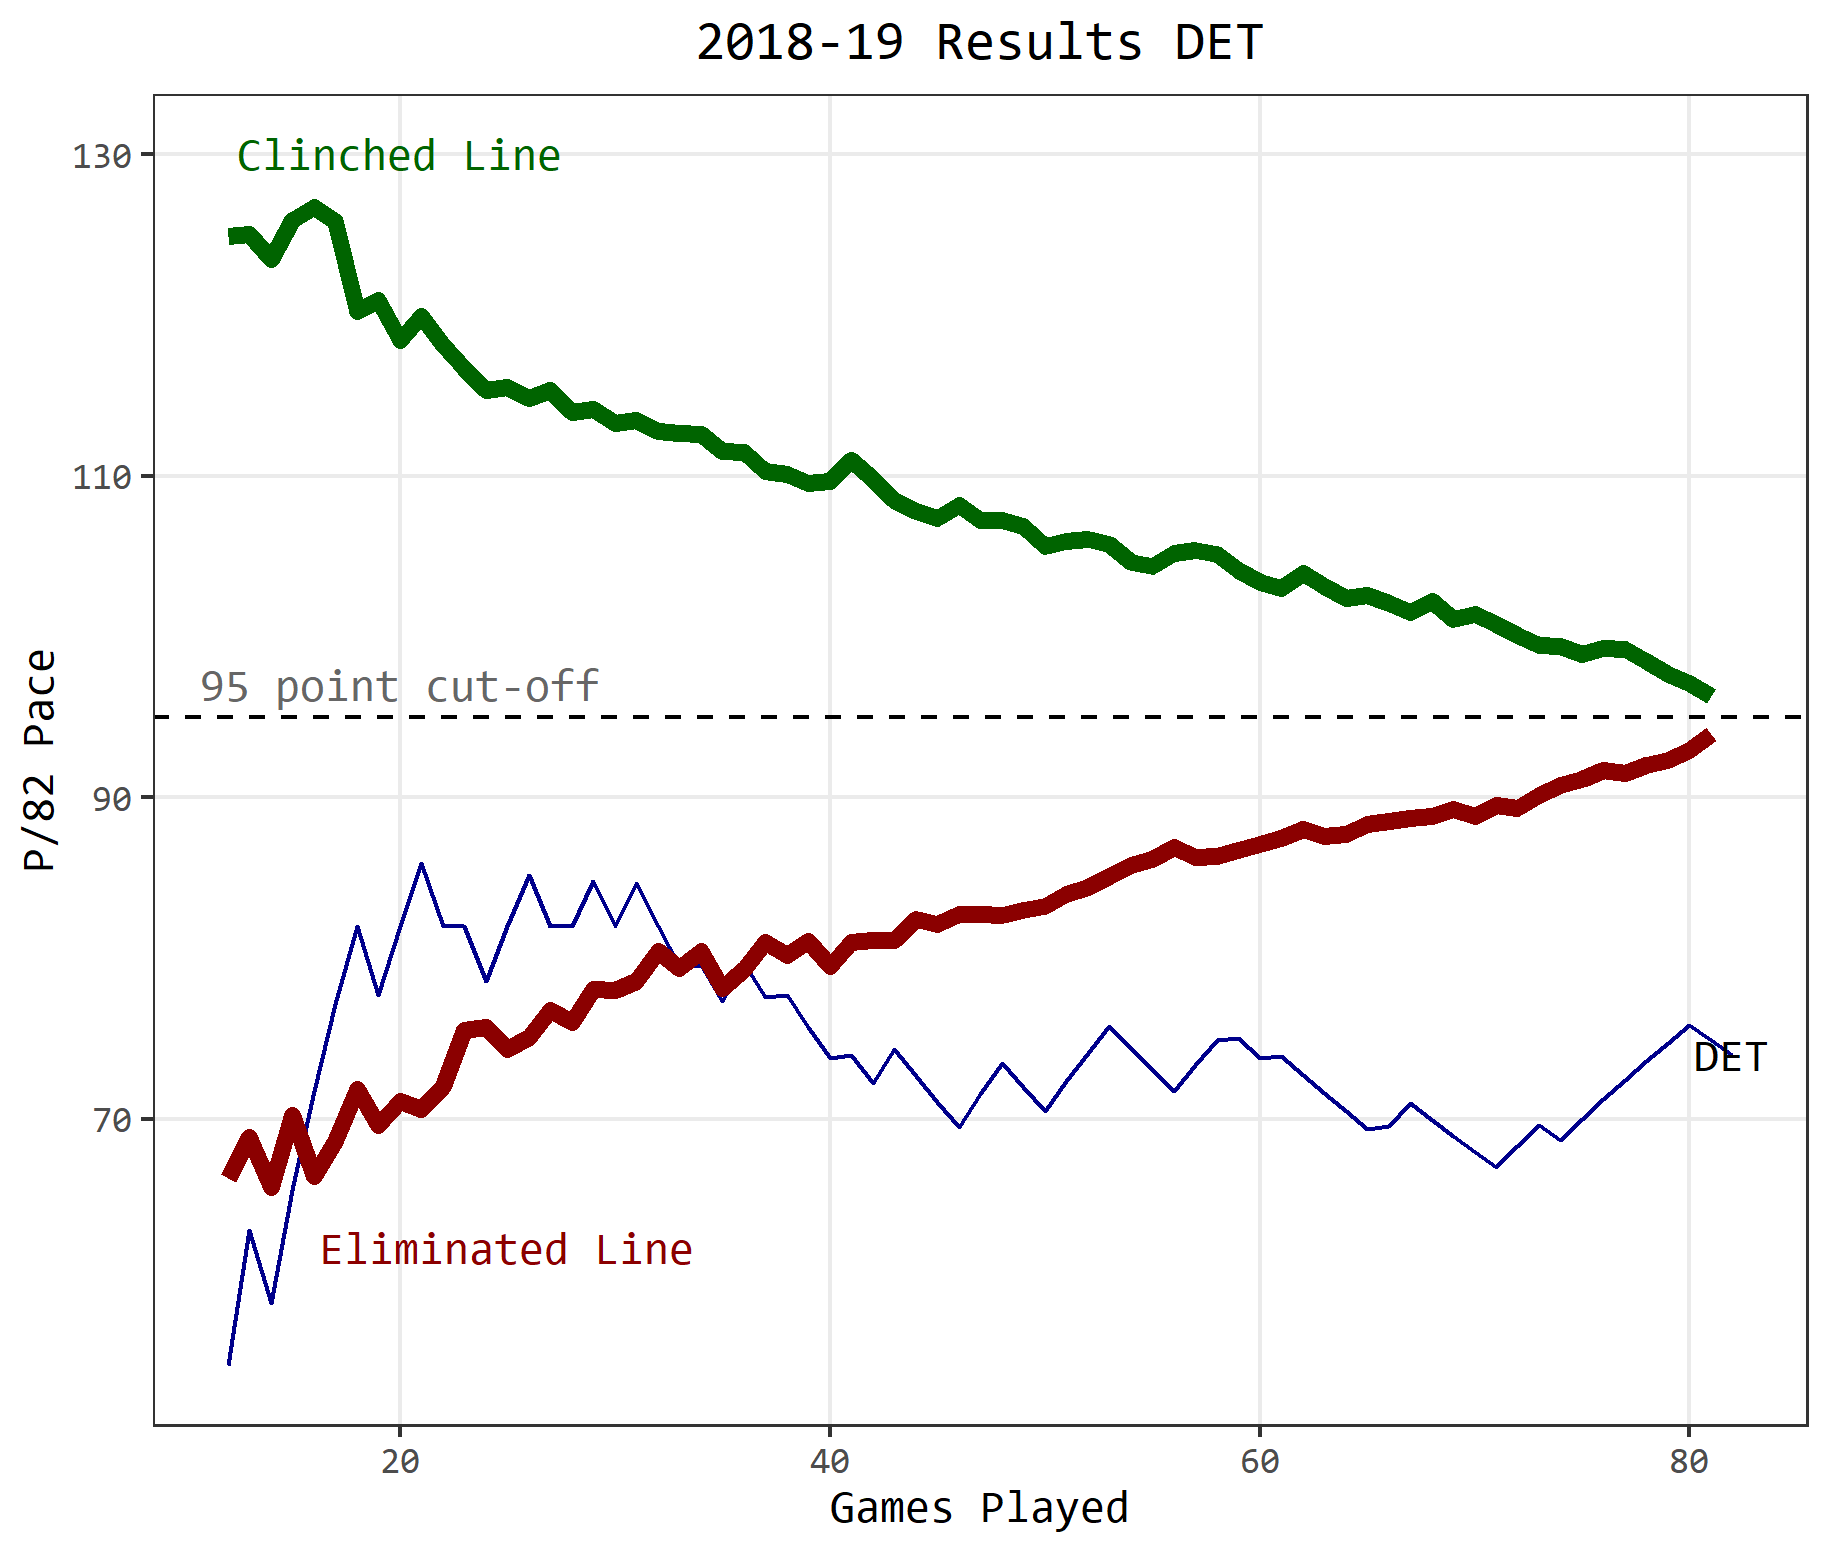 2018-19 Results DET
130
Clinched Line
110
95 point cut-off
P/82 Pace
90
DET
70
Eliminated Line
20 40 60 80
Games Played